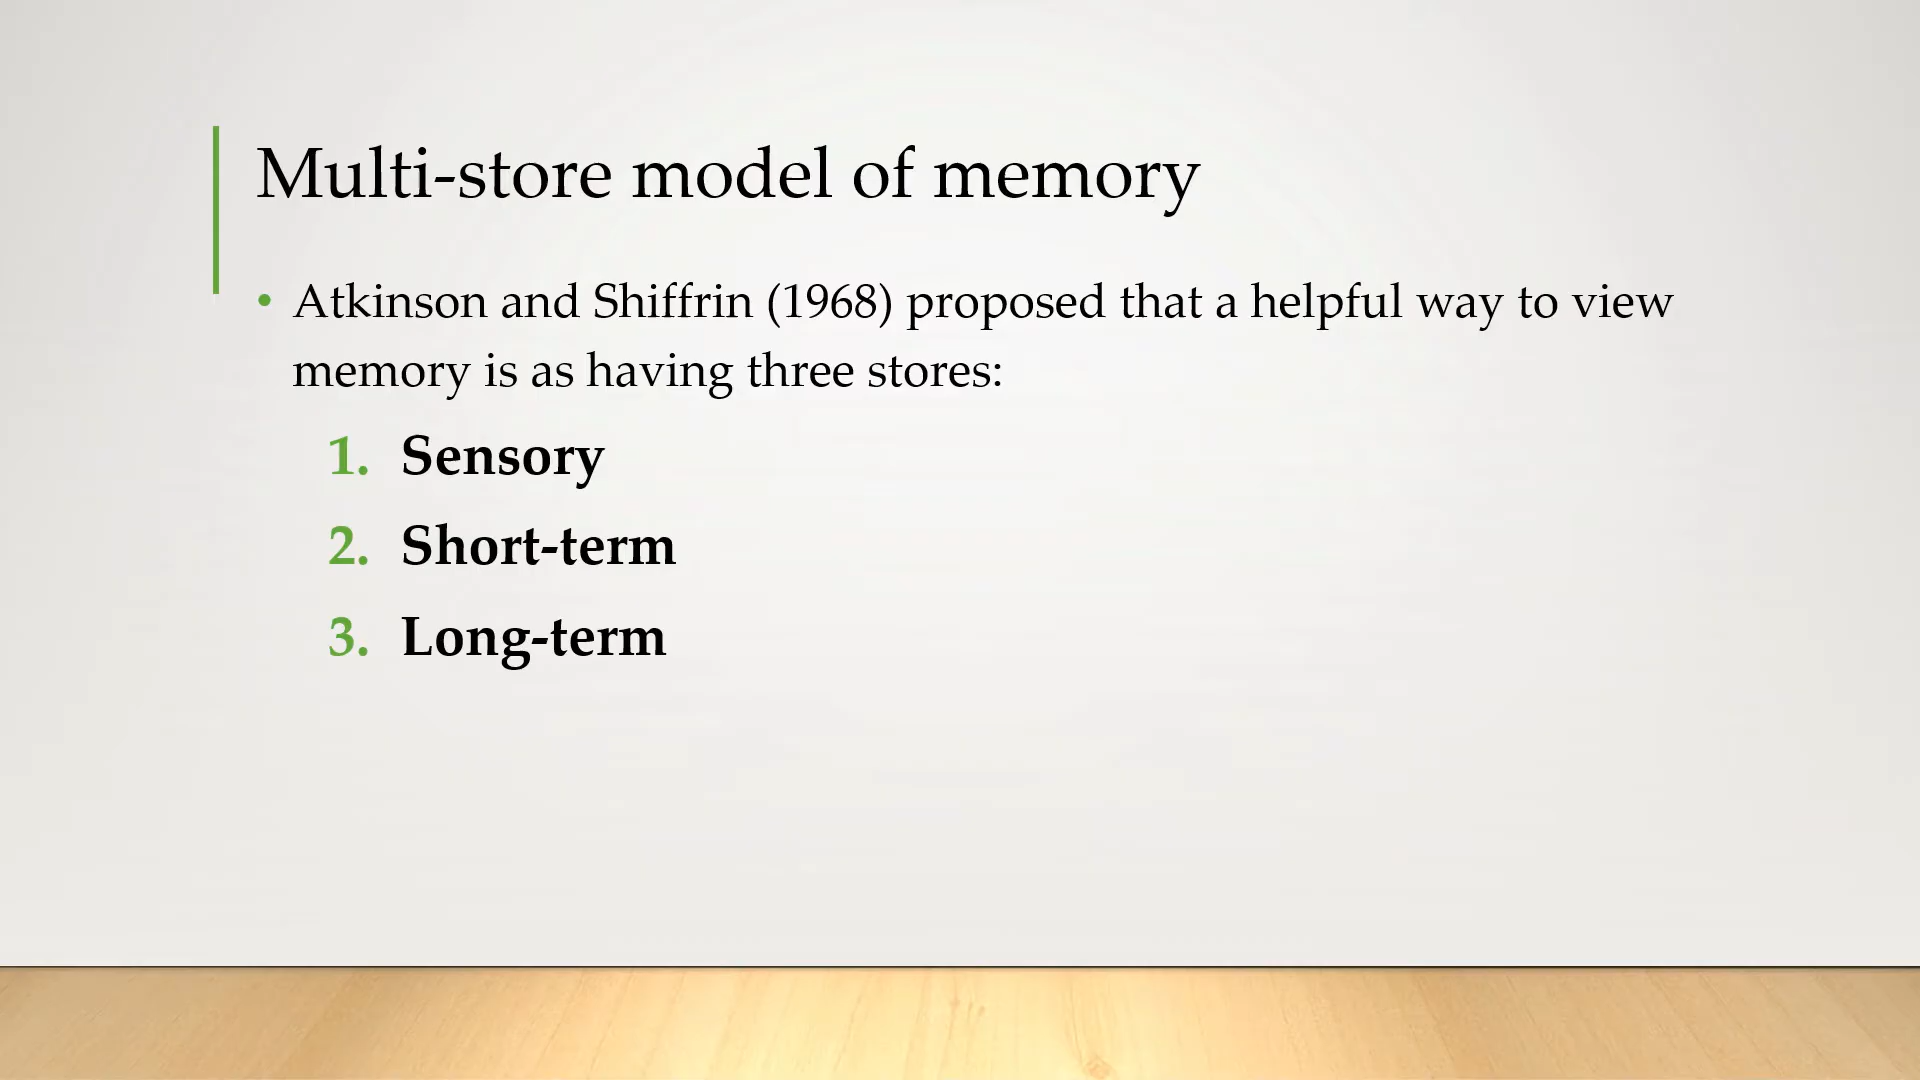 Multi-store model of memory
• Atkinson and Shiffrin (1968) proposed that a helpful way to view
memory is as having three stores:
1. Sensory
2. Short-term
3. Long-term